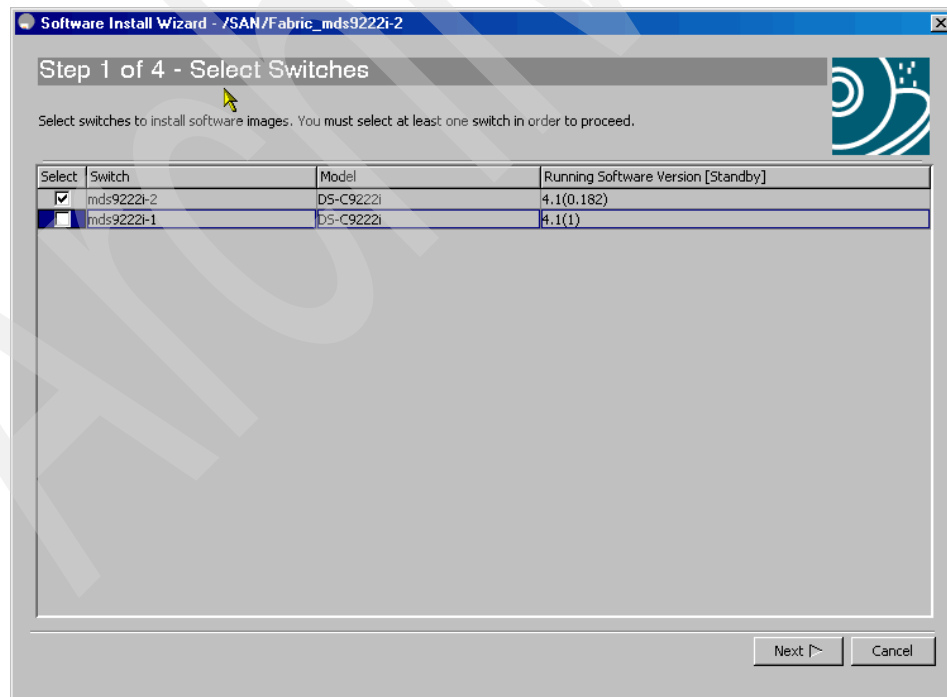 Software Install Wizard - /SAN/Fabric_mds9222i-2
Step 1 of 4 - Select Switches
Select switches to install software images. You must select at least one switch in order to proceed.
Select Switch Model Running Software Version [Standby]
mds9222i-2 DS-C9222i 4.1(0.182)
mds9222i-1 DS-C9222i 4.1(1)
Next Cancel